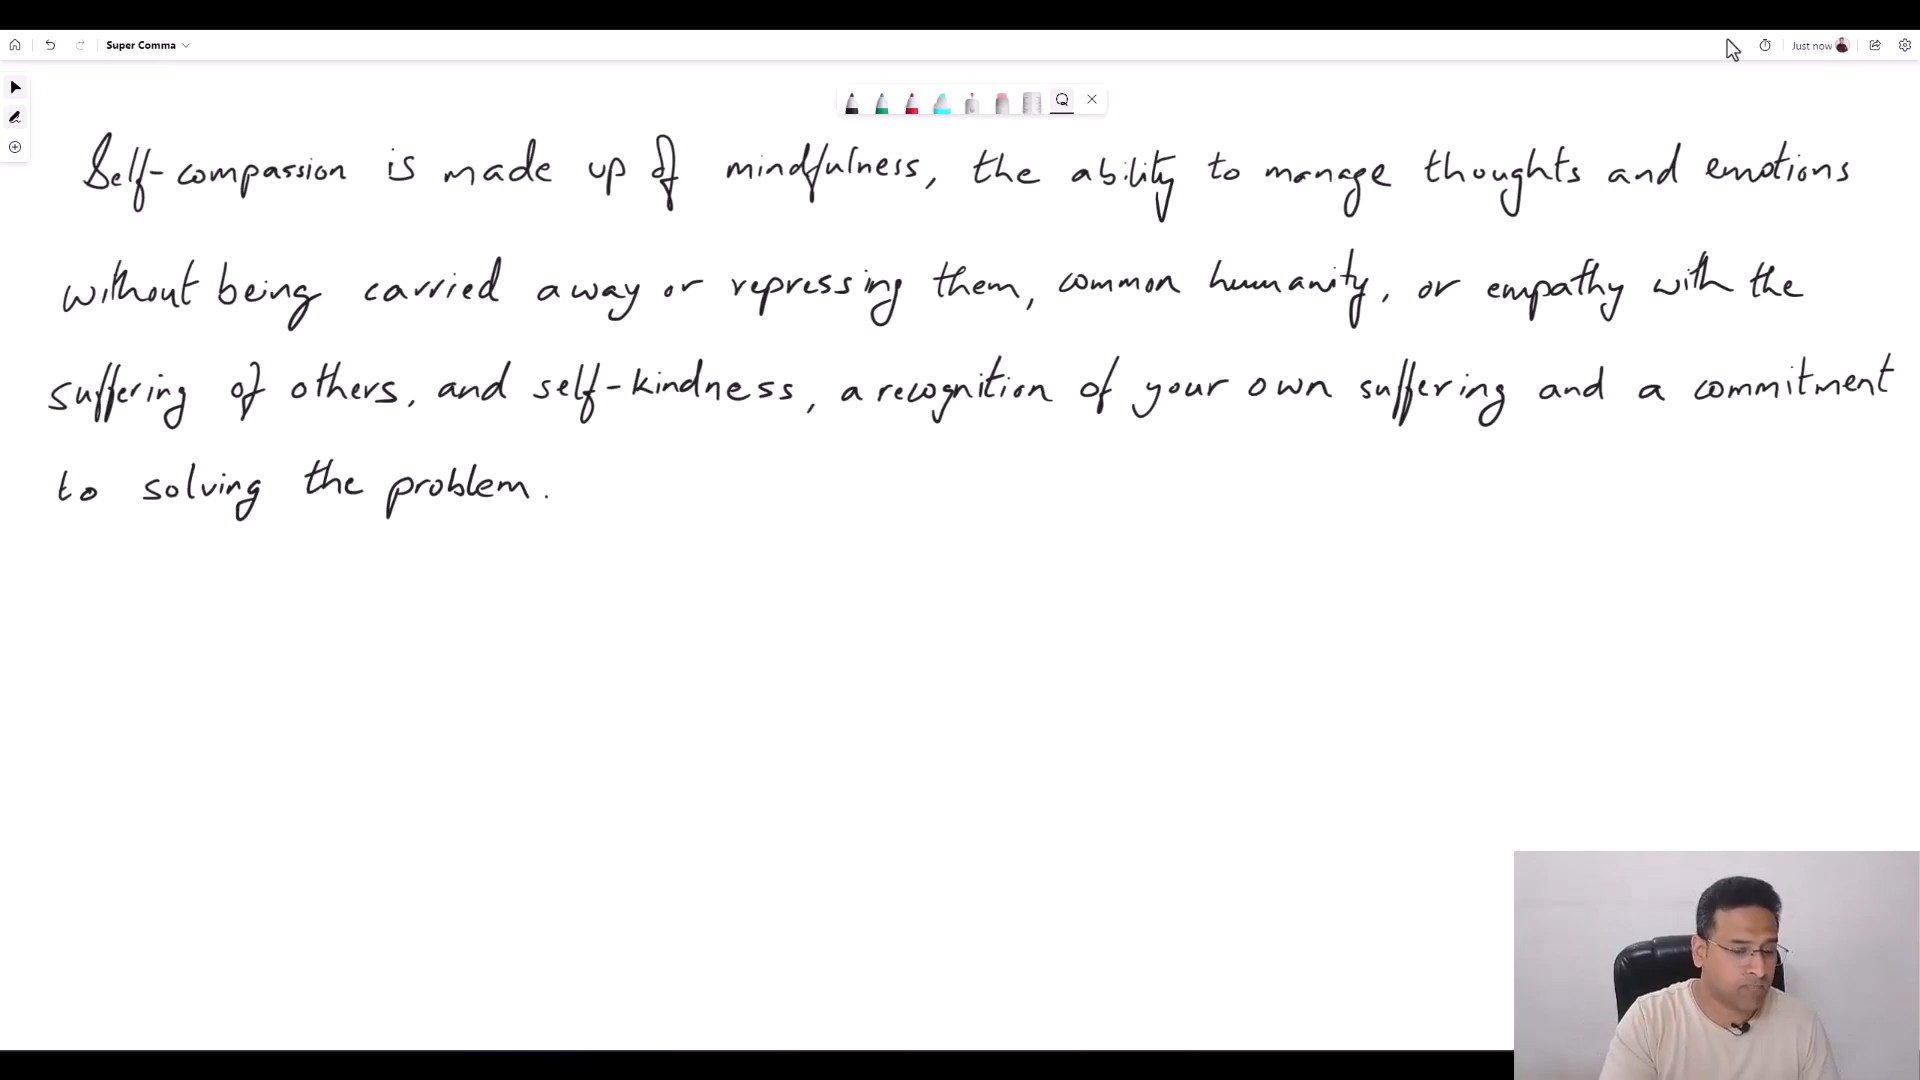 Super Comma
Just now
Self-compassion is made up of mindfulness, the ability to manage thoughts and emotions
without being carried away or repressing them, common humanity, or empathy with the
suffering of others, and self-kindness, a recognition of your own suffering and a commitment
to solving the problem.